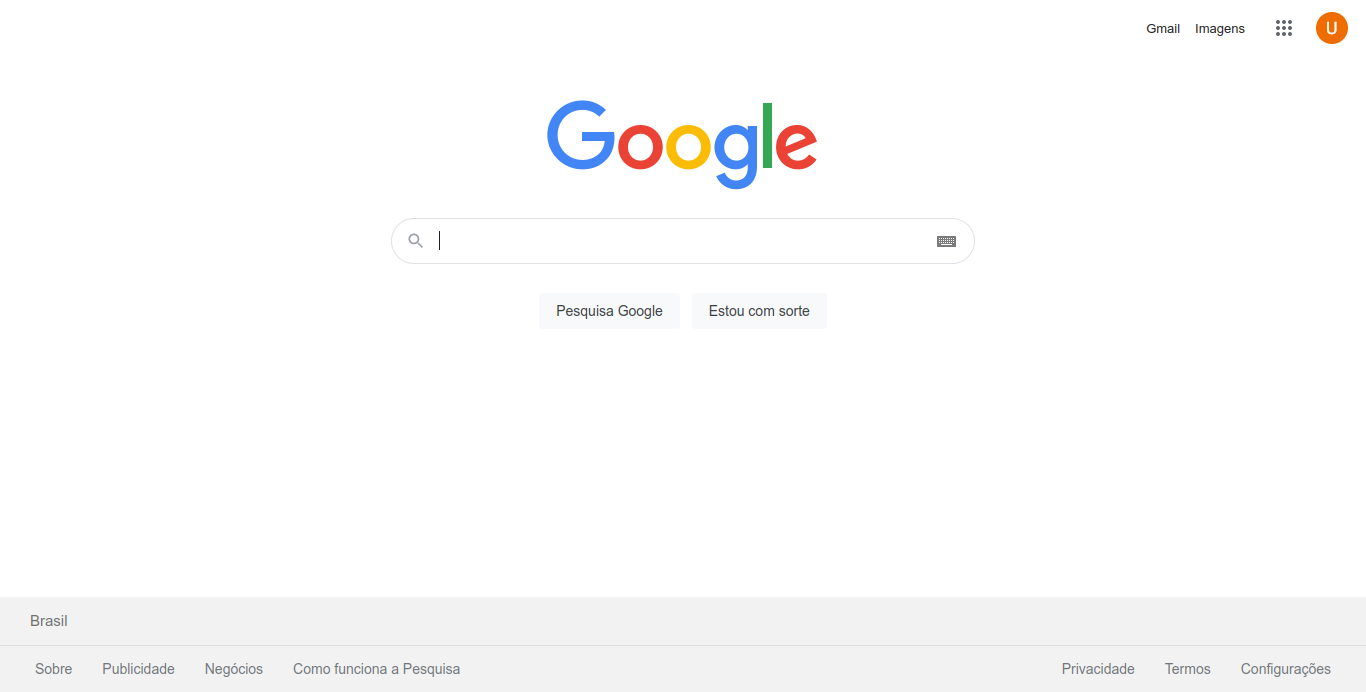 Gmail Imagens U
Google
Pesquisa Google Estou com sorte
Brasil
Sobre Publicidade Negócios Como funciona a Pesquisa Privacidade Termos Configurações